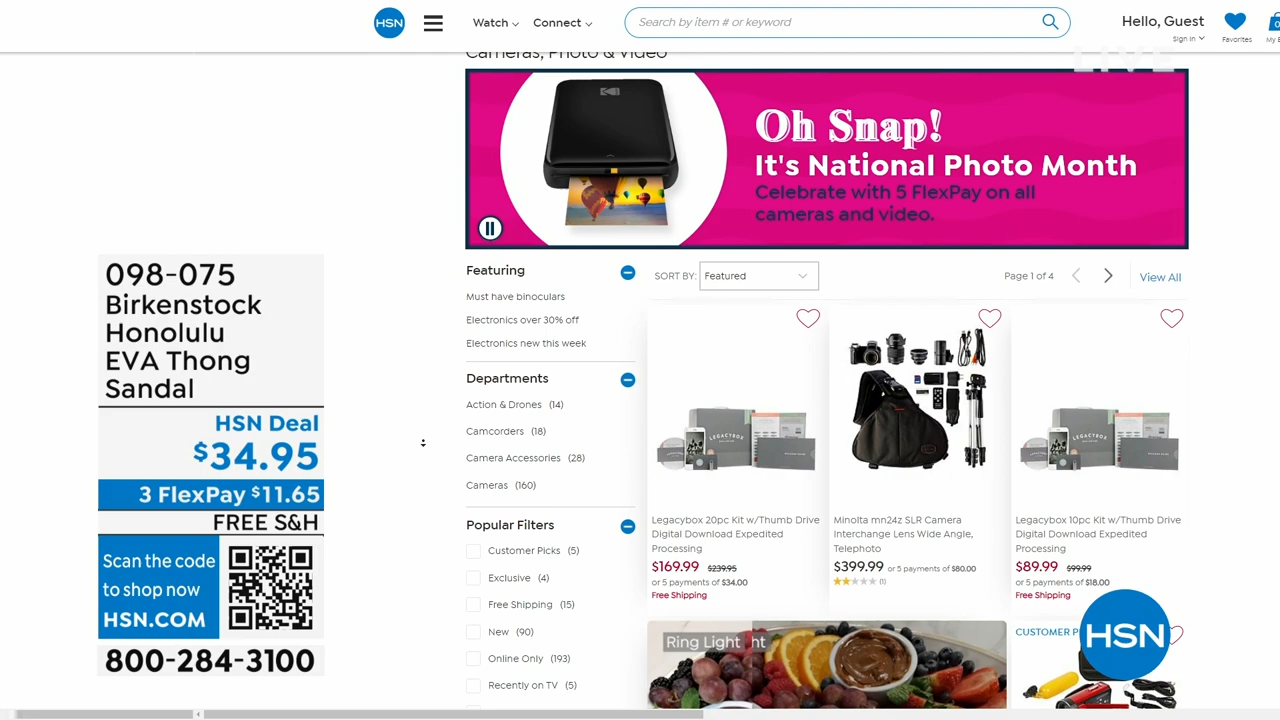 HSN
Watch
Connect
Search by item # or keyword
Hello, Guest
Sign In
Favorites
0
Cameras, Photo & Video
LIVE
Oh Snap!
It's National Photo Month
Celebrate with 5 FlexPay on all
cameras and video.
098-075
Birkenstock
Honolulu
EVA Thong
Sandal
HSN Deal
$34.95
3 FlexPay $11.65
FREE S&H
Scan the code
to shop now
HSN.COM
800-284-3100
Featuring
Must have binoculars
Electronics over 30% off
Electronics new this week
Departments
Action & Drones (14)
Camcorders (18)
Camera Accessories (28)
Cameras (160)
Popular Filters
Customer Picks (5)
Exclusive (4)
Free Shipping (15)
New (90)
Online Only (193)
Recently on TV (5)
SORT BY: Featured
Page 1 of 4
View All
LEGACYBOX
Legacybox 20pc Kit w/Thumb Drive
Digital Download Expedited
Processing
$169.99 $239.95
or 5 payments of $34.00
Free Shipping
Minolta mn24z SLR Camera
Interchange Lens Wide Angle,
Telephoto
$399.99 or 5 payments of $80.00
(1)
LEGACYBOX
Legacybox 10pc Kit w/Thumb Drive
Digital Download Expedited
Processing
$89.99 $99.99
or 5 payments of $18.00
Free Shipping
Ring Light
CUSTOMER P
HSN